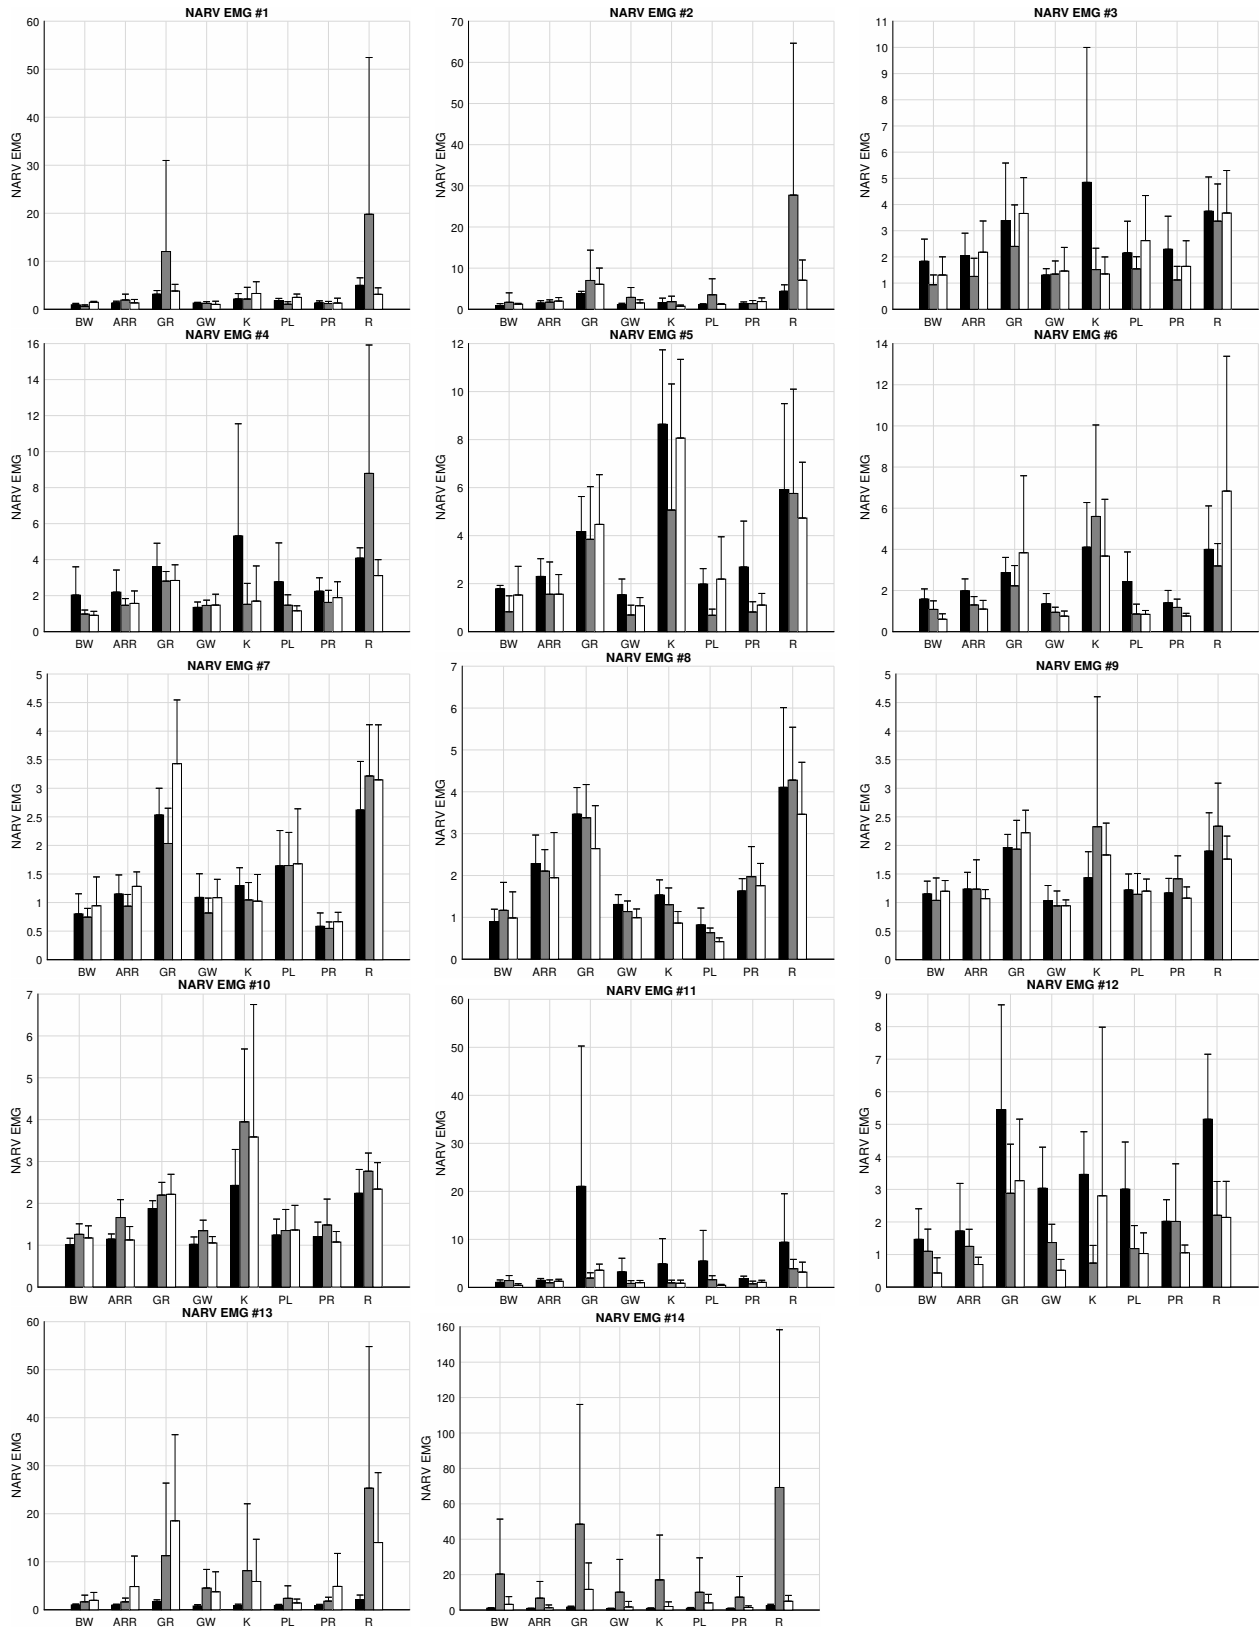 NARV EMG #1
60
50
40
30
20
10
0
NARV EMG
BW ARR GR GW K PL PR R
NARV EMG #2
70
60
50
40
30
20
10
0
NARV EMG
BW ARR GR GW K PL PR R
NARV EMG #3
11
10
9
8
7
6
5
4
3
2
1
0
NARV EMG
BW ARR GR GW K PL PR R
NARV EMG #4
16
14
12
10
8
6
4
2
0
NARV EMG
BW ARR GR GW K PL PR R
NARV EMG #5
12
10
8
6
4
2
0
NARV EMG
BW ARR GR GW K PL PR R
NARV EMG #6
14
12
10
8
6
4
2
0
NARV EMG
BW ARR GR GW K PL PR R
NARV EMG #7
5
4.5
4
3.5
3
2.5
2
1.5
1
0.5
0
NARV EMG
BW ARR GR GW K PL PR R
NARV EMG #8
7
6
5
4
3
2
1
0
NARV EMG
BW ARR GR GW K PL PR R
NARV EMG #9
5
4.5
4
3.5
3
2.5
2
1.5
1
0.5
0
NARV EMG
BW ARR GR GW K PL PR R
NARV EMG #10
7
6
5
4
3
2
1
0
NARV EMG
BW ARR GR GW K PL PR R
NARV EMG #11
60
50
40
30
20
10
0
NARV EMG
BW ARR GR GW K PL PR R
NARV EMG #12
9
8
7
6
5
4
3
2
1
0
NARV EMG
BW ARR GR GW K PL PR R
NARV EMG #13
60
50
40
30
20
10
0
NARV EMG
BW ARR GR GW K PL PR R
NARV EMG #14
160
140
120
100
80
60
40
20
0
NARV EMG
BW ARR GR GW K PL PR R